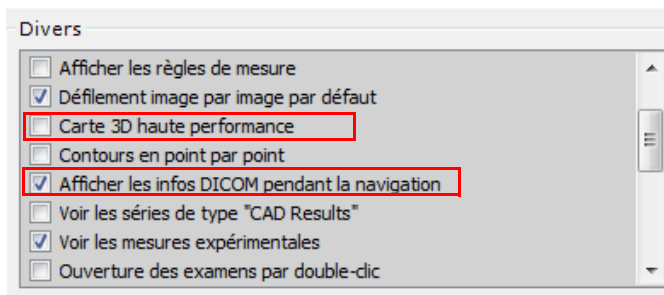 Divers
Afficher les règles de mesure
Défilement image par image par défaut
Carte 3D haute performance
Contours en point par point
Afficher les infos DICOM pendant la navigation
Voir les séries de type "CAD Results"
Voir les mesures expérimentales
Ouverture des examens par double-clic